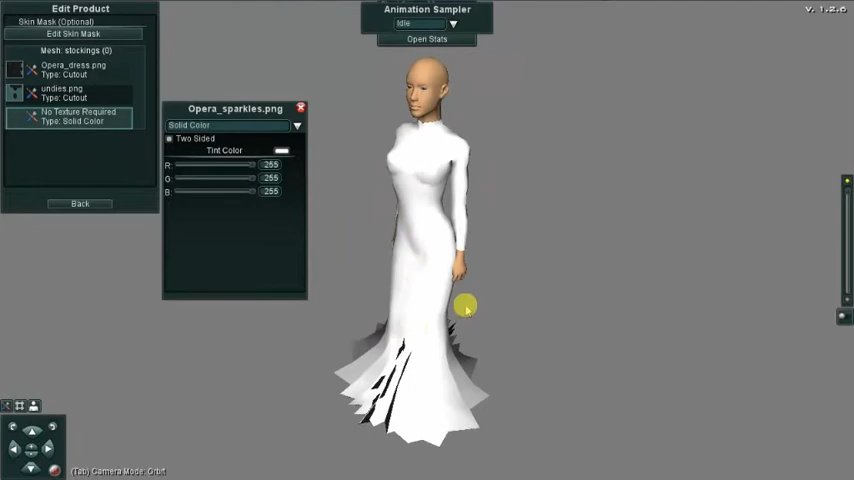 Edit Product
Skin Mask (Optional)
Edit Skin Mask
Mesh: stockings (0)
Opera_dress.png
Type: Cutout
undies.png
Type: Cutout
No Texture Required
Type: Solid Color
Back
Opera_sparkles.png
Solid Color
Two Sided
Tint Color
R: 255
G: 255
B: 255
Animation Sampler
Idle
Open Stats
v. 1.2.6
(Tab) Camera Mode: Orbit